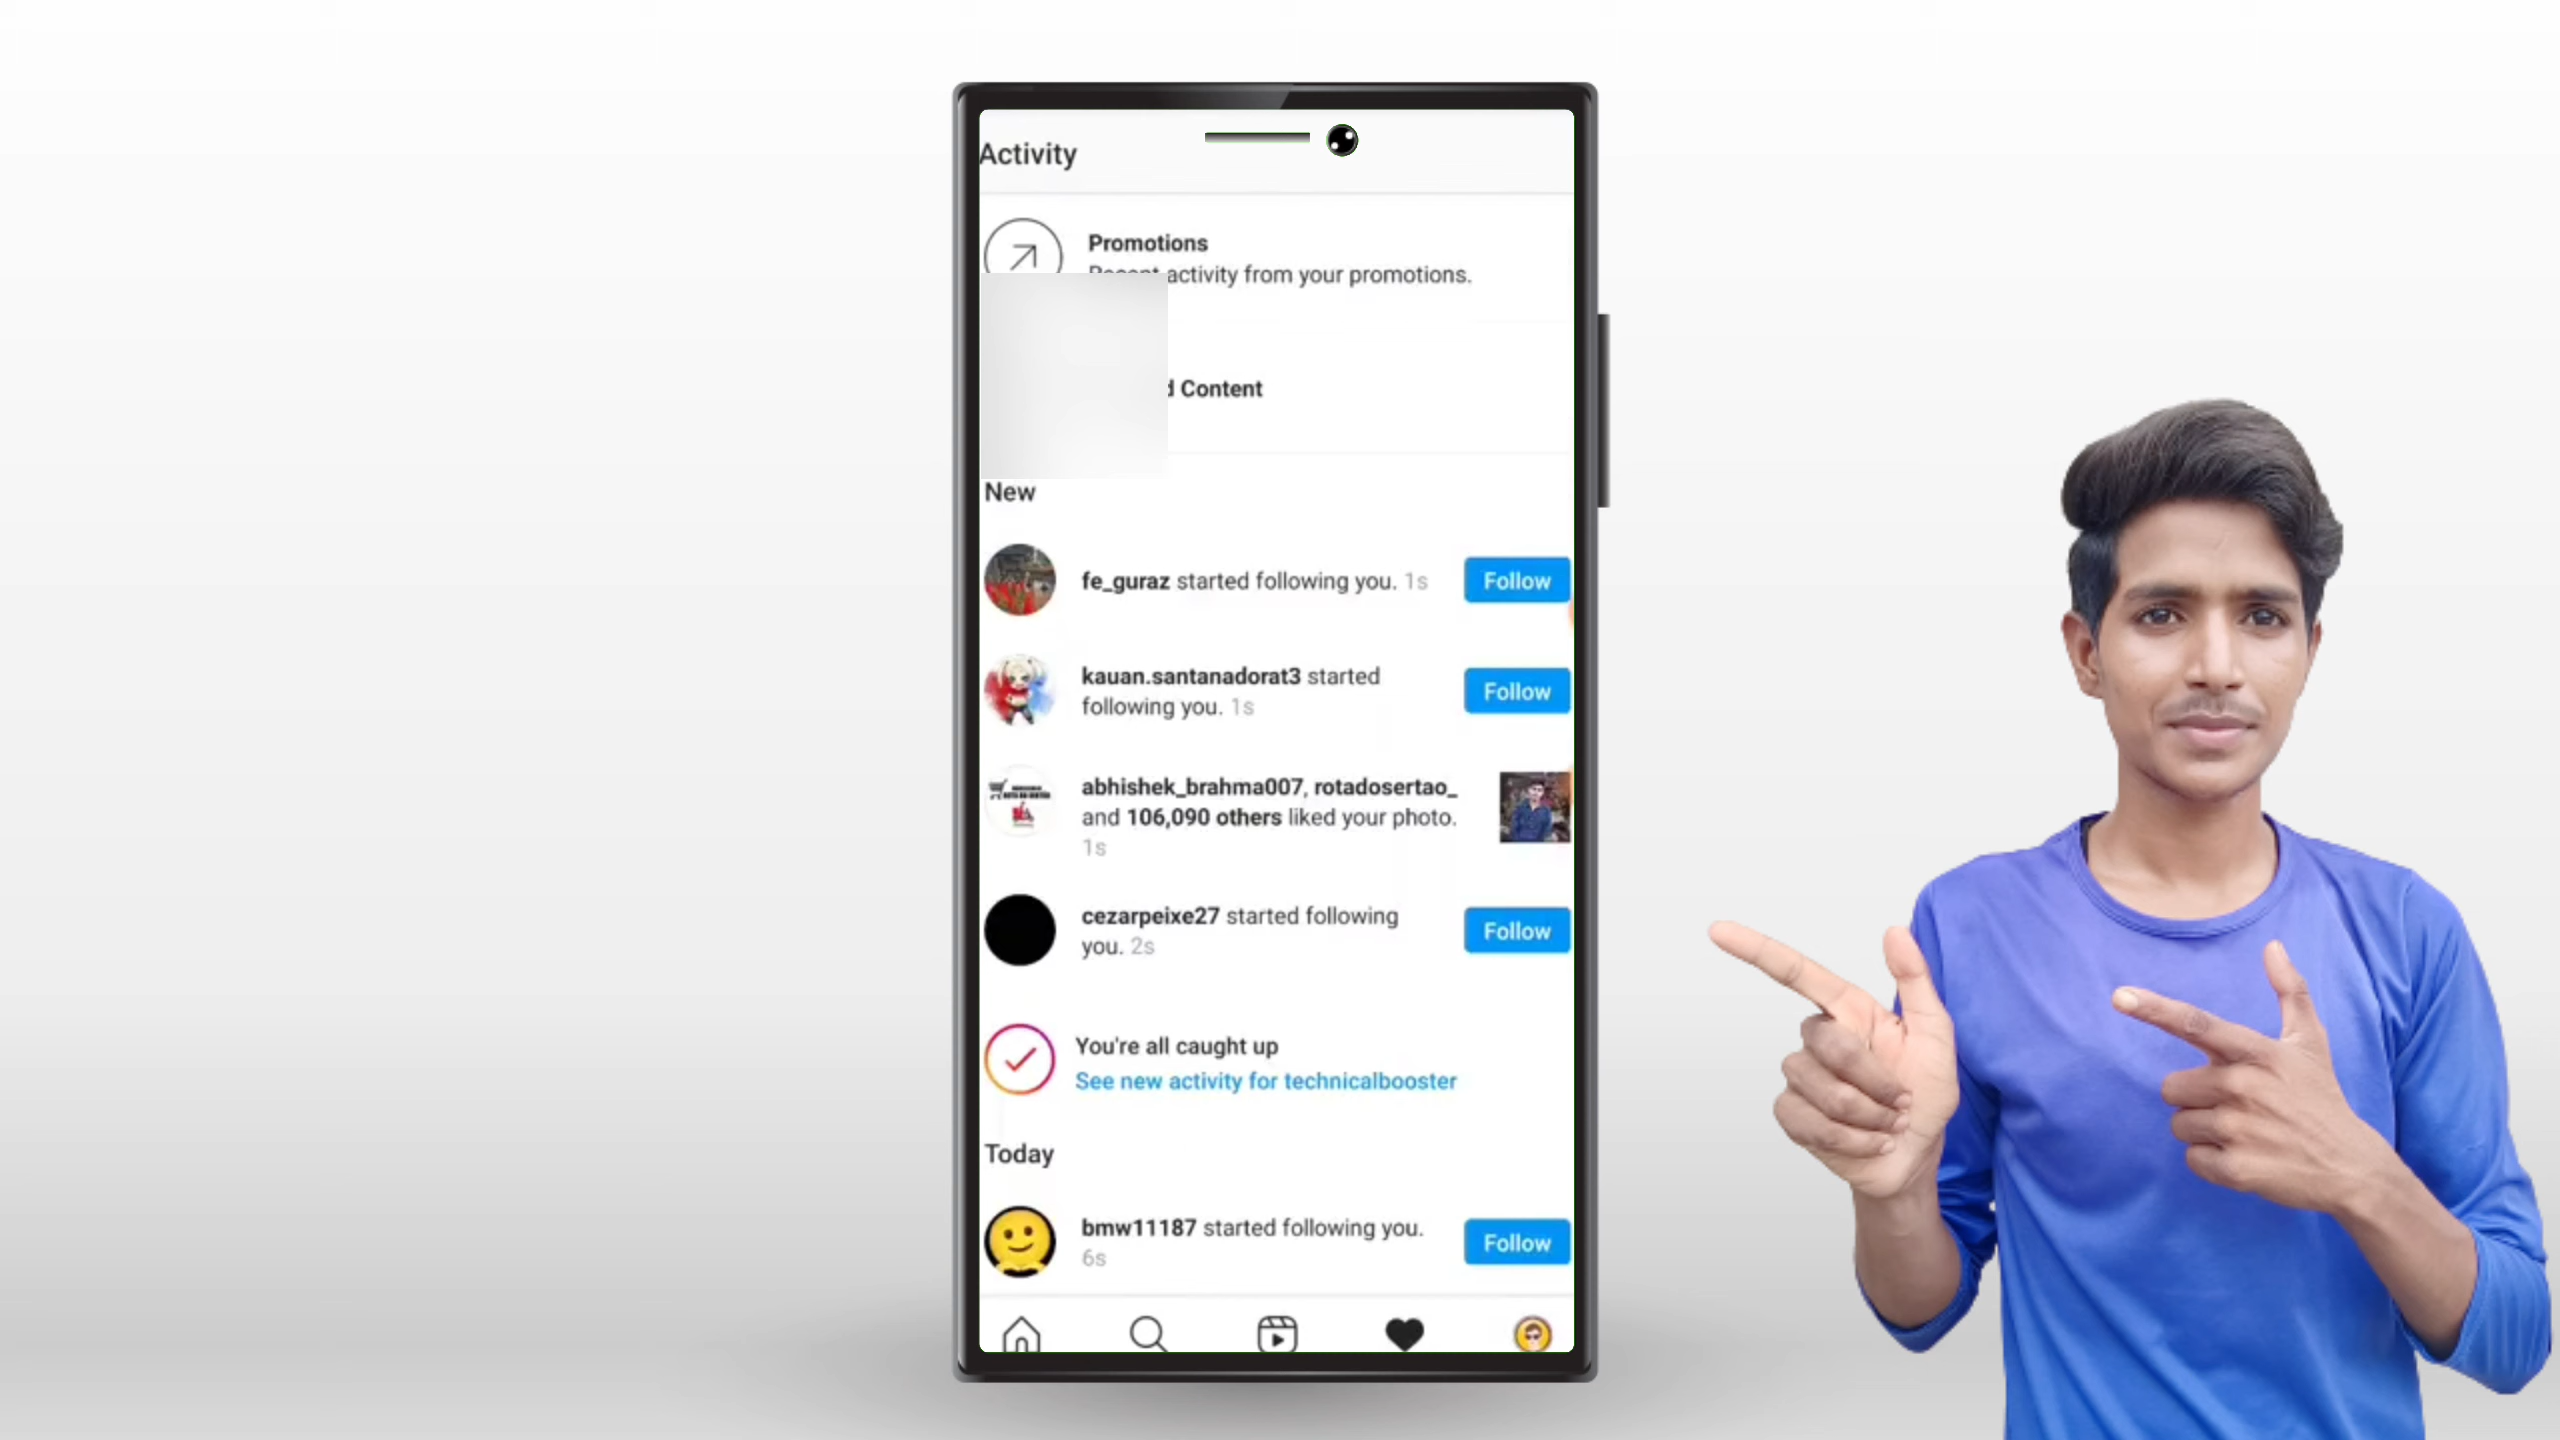 Activity
Promotions
activity from your promotions.
Content
New
fe_guraz started following you. 1s
Follow
kauan.santanadorat3 started
following you. 1s
Follow
abhishek_brahma007, rotadosertao_
and 106,090 others liked your photo.
1s
cezarpeixe27 started following
you. 2s
Follow
You're all caught up
See new activity for technicalbooster
Today
bmw11187 started following you.
6s
Follow